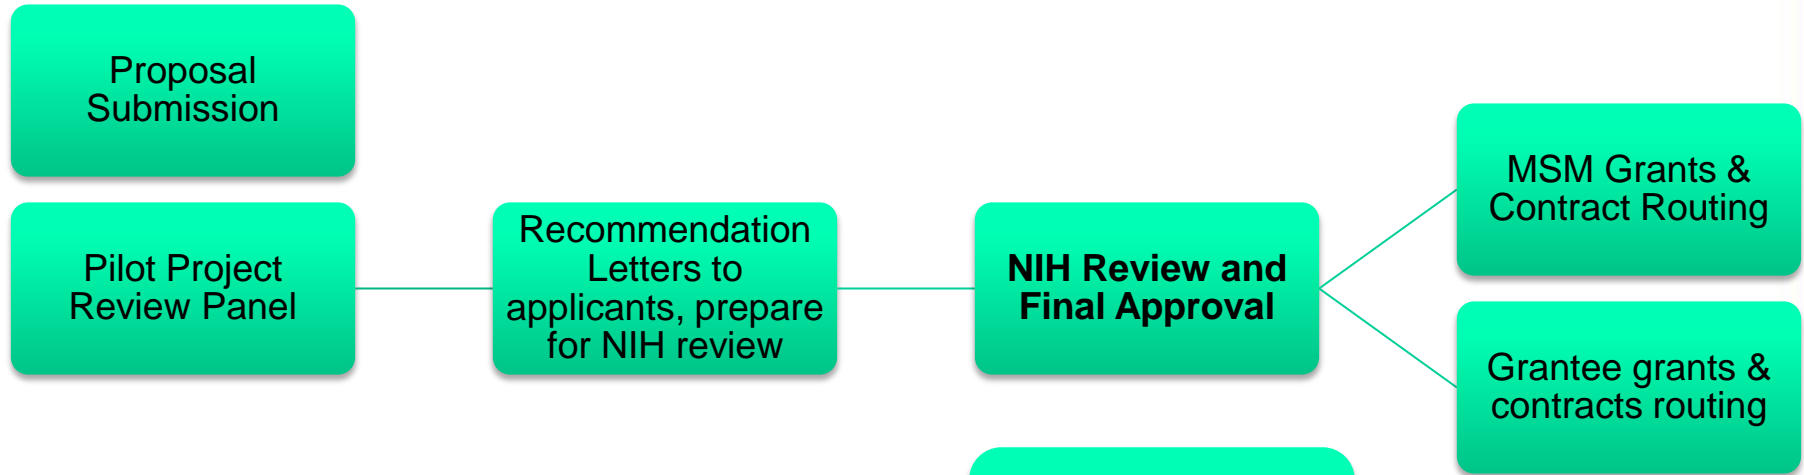 Proposal
Submission
Pilot Project
Review Panel
Recommendation
Letters to
applicants, prepare
for NIH review
NIH Review and
Final Approval
MSM Grants &
Contract Routing
Grantee grants &
contracts routing